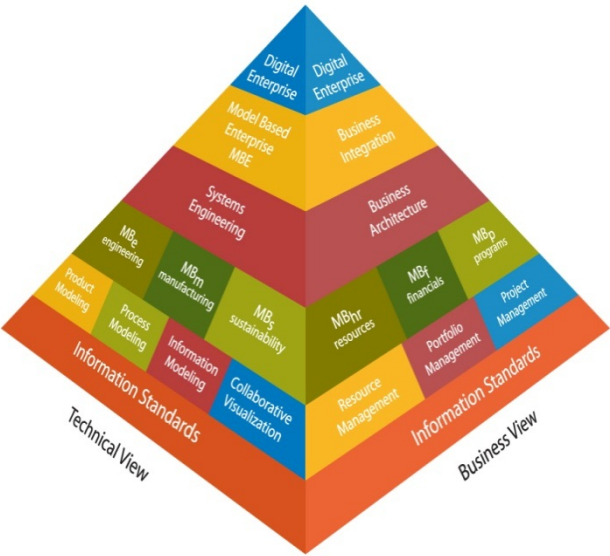 Digital
Enterprise
Digital
Enterprise
Model Based
Enterprise
MBE
Business
Integration
Systems
Engineering
Business
Architecture
MBe
engineering
MBm
manufacturing
MBs
sustainability
MBhr
resources
MBf
financials
MBp
programs
Product
Modeling
Process
Modeling
Information
Modeling
Collaborative
Visualization
Resource
Management
Portfolio
Management
Project
Management
Information Standards
Information Standards
Technical View
Business View